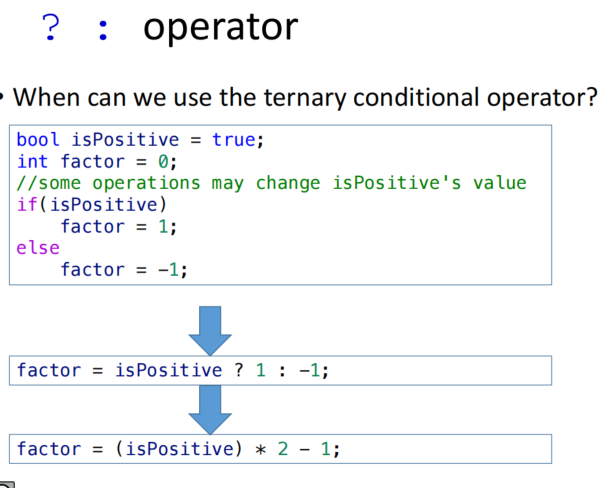 ? : operator
• When can we use the ternary conditional operator?
bool isPositive = true;
int factor = 0;
//some operations may change isPositive's value
if(isPositive)
    factor = 1;
else
    factor = -1;
factor = isPositive ? 1 : -1;
factor = (isPositive) * 2 - 1;